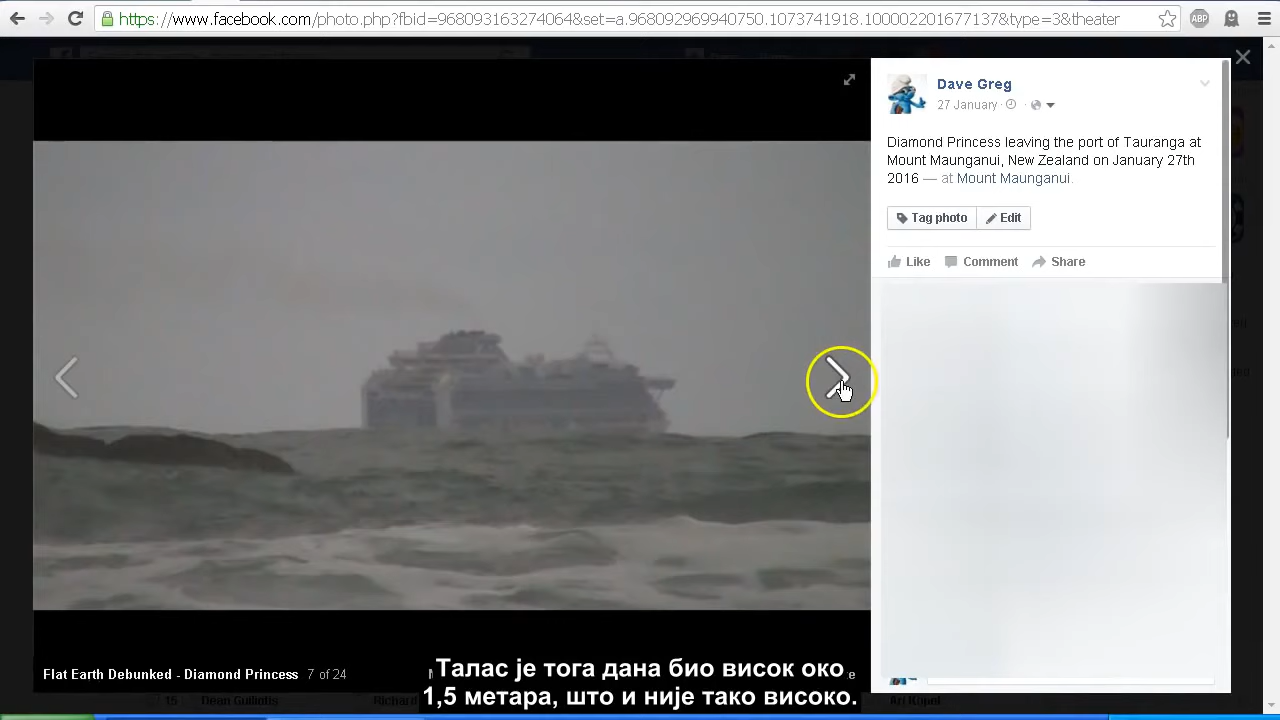 https://www.facebook.com/photo.php?fbid=968093163274064&set=a.968092969940750.1073741918.100002201677137&type=3&theater
ABP
Dave Greg
27 January
Diamond Princess leaving the port of Tauranga at
Mount Maunganui, New Zealand on January 27th
2016 — at Mount Maunganui.
Tag photo
Edit
Like
Comment
Share
Flat Earth Debunked - Diamond Princess 7 of 24
Талас је тога дана био висок око
1,5 метара, што и није тако високо.
15
Richard